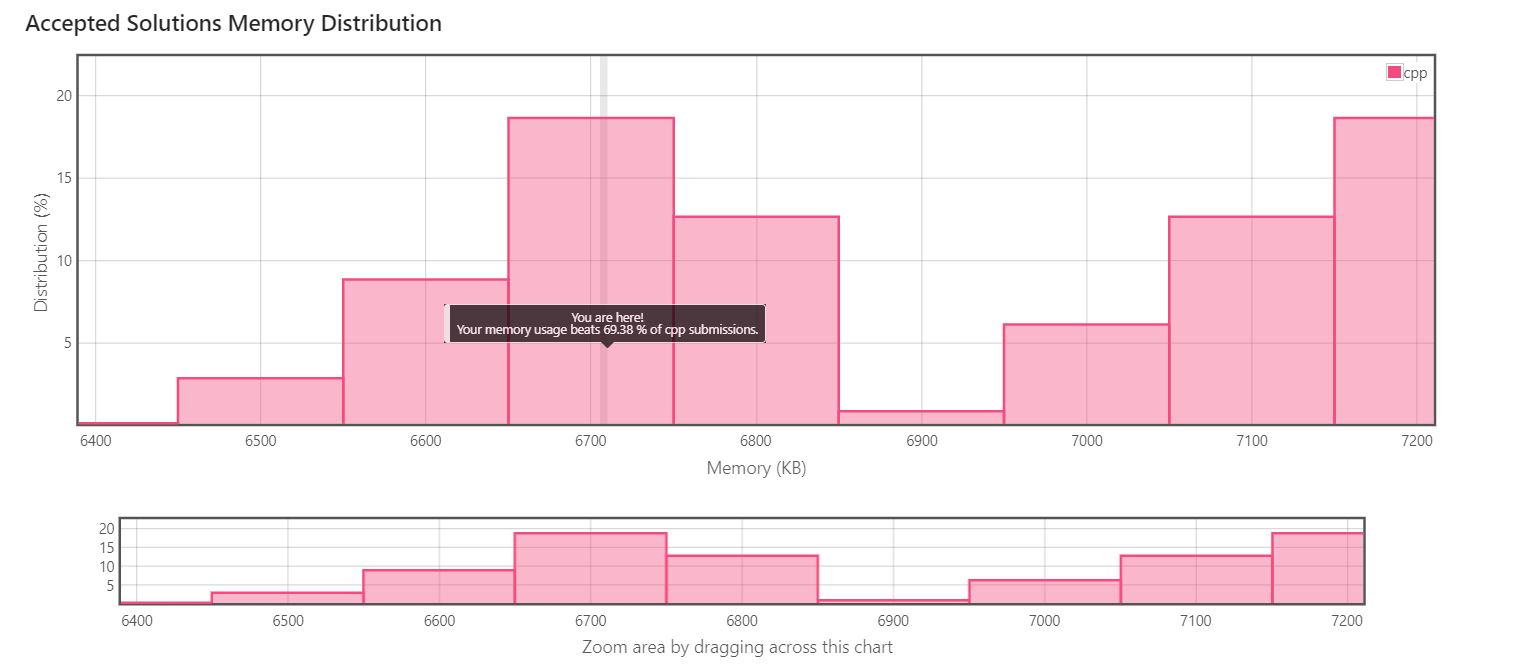 Accepted Solutions Memory Distribution
cpp
20
15
10
5
Distribution (%)
You are here!
Your memory usage beats 69.38 % of cpp submissions.
6400 6500 6600 6700 6800 6900 7000 7100 7200
Memory (KB)
20
15
10
5
6400 6500 6600 6700 6800 6900 7000 7100 7200
Zoom area by dragging across this chart